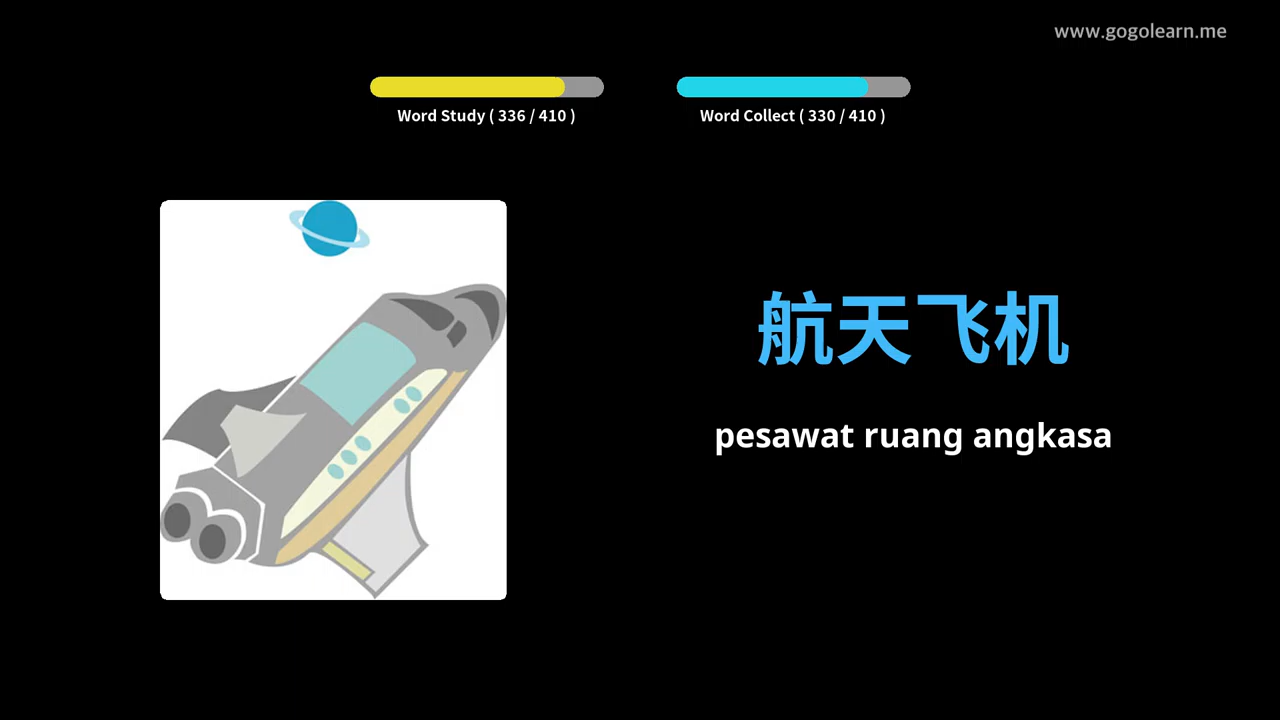 www.gogolearn.me
Word Study ( 336 / 410 )
Word Collect ( 330 / 410 )
航天飞机
pesawat ruang angkasa